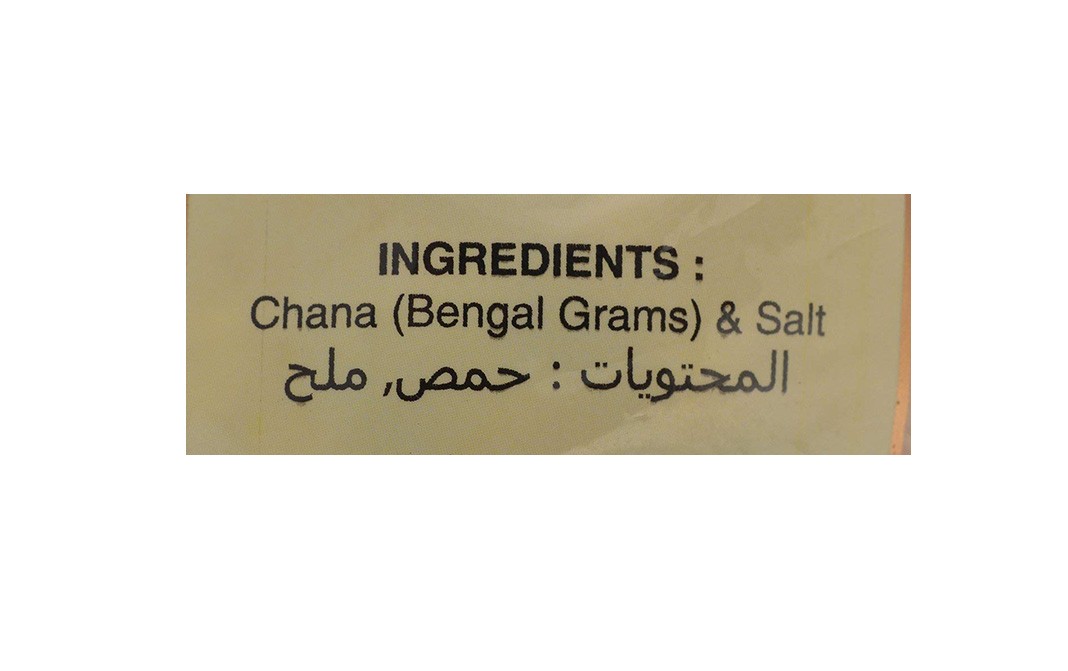 INGREDIENTS :
Chana (Bengal Grams) & Salt
المحتويات : حمص, ملح